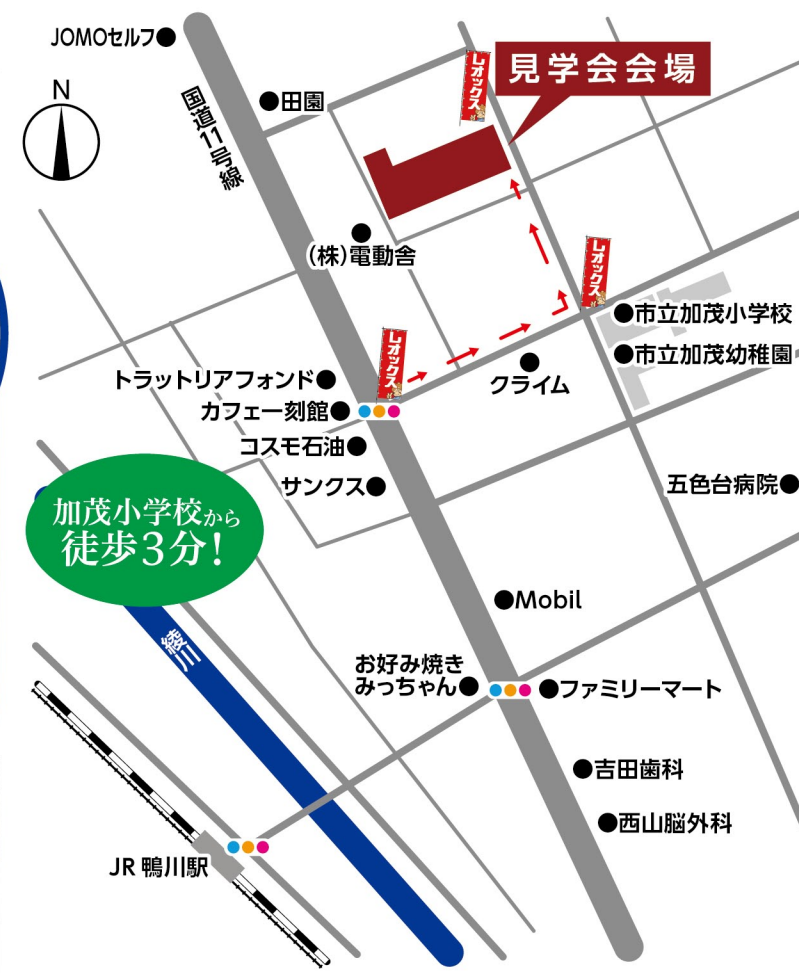 JOMOセルフ
N
国道11号線
田園
レオックス
見学会会場
(株)電動舎
レオックス
市立加茂小学校
市立加茂幼稚園
レオックス
クライム
トラットリアフォンド
カフェ一刻館
コスモ石油
サンクス
五色台病院
加茂小学校から
徒歩3分!
綾川
Mobil
お好み焼き
みっちゃん
ファミリーマート
吉田歯科
西山脳外科
JR 鴨川駅